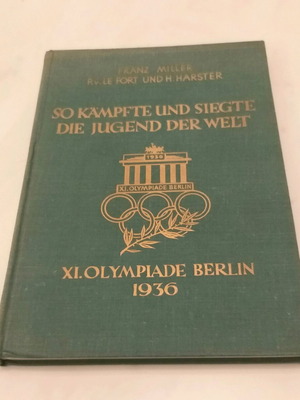 FRANZ MILLER
P. v. LE FORT UND H. HARSTER
SO KÄMPFTE UND SIEGTE
DIE JUGEND DER WELT
1936
XI. OLYMPIADE BERLIN
XI. OLYMPIADE BERLIN
1936